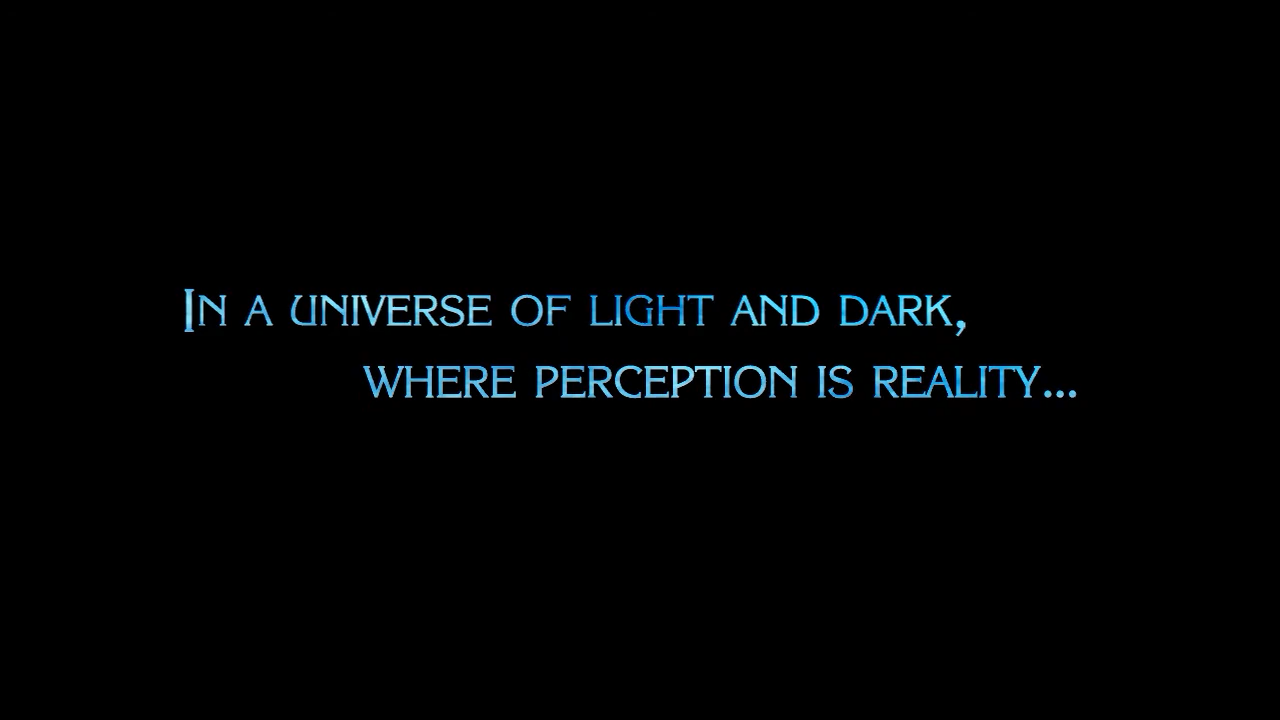 In a universe of light and dark,
where perception is reality...